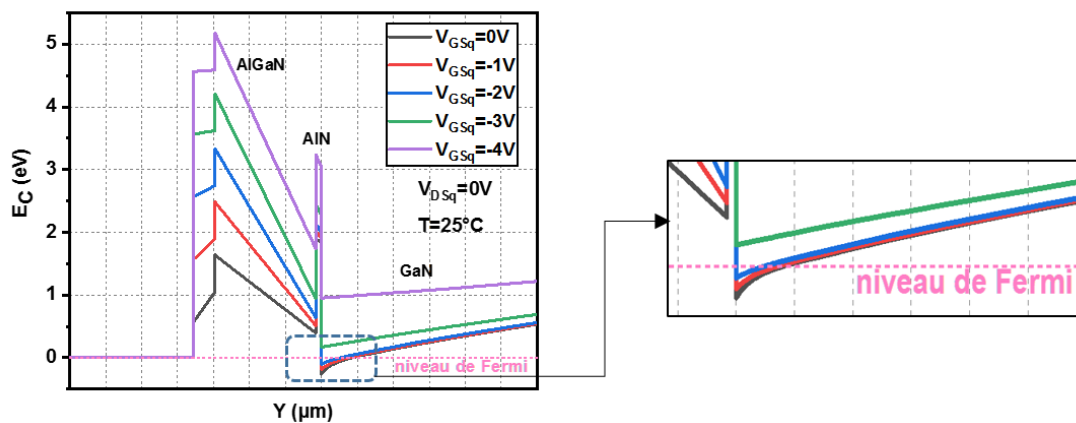 5
4
3
2
1
0
E_C (eV)
AlGaN
AlN
GaN
V_GSq=0V
V_GSq=-1V
V_GSq=-2V
V_GSq=-3V
V_GSq=-4V
V_DSq=0V
T=25°C
niveau de Fermi
Y (µm)
niveau de Fermi